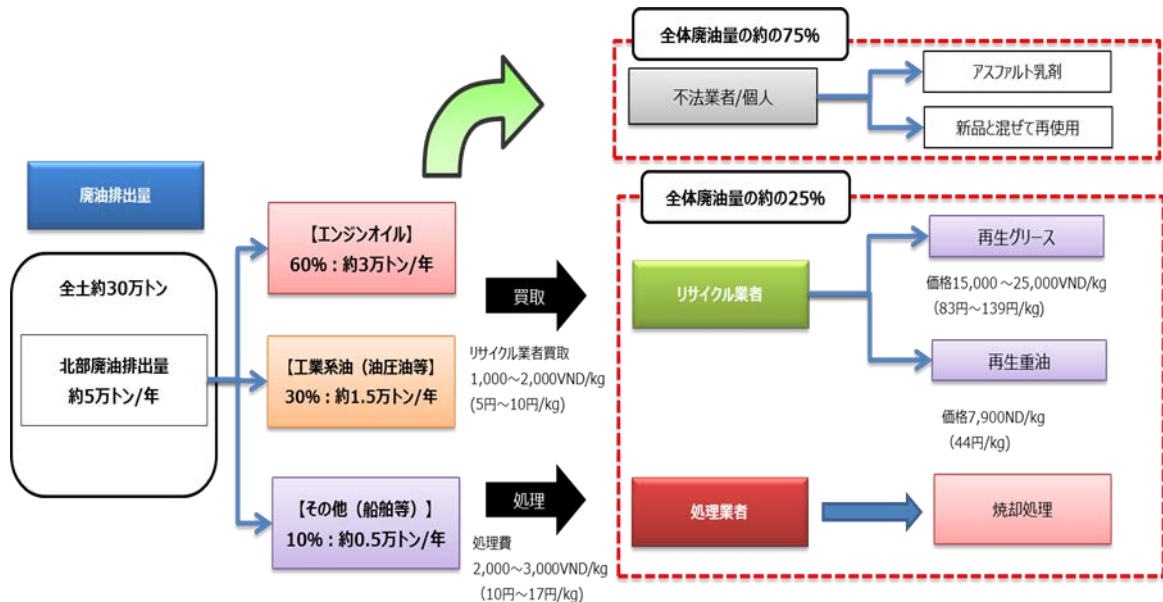 全体廃油量の約の75%
不法業者/個人
アスファルト乳剤
新品と混ぜて再使用
廃油排出量
全土約30万トン
北部廃油排出量
約5万トン/年
【エンジンオイル】
60%：約3万トン/年
【工業系油（油圧油等】
30%：約1.5万トン/年
【その他（船舶等）】
10%：約0.5万トン/年
買取
リサイクル業者買取
1,000～2,000VND/kg
(5円～10円/kg)
処理
処理費
2,000～3,000VND/kg
（10円～17円/kg）
全体廃油量の約の25%
リサイクル業者
再生グリース
価格15,000～25,000VND/kg
（83円～139円/kg）
再生重油
価格7,900ND/kg
（44円/kg）
処理業者
焼却処理